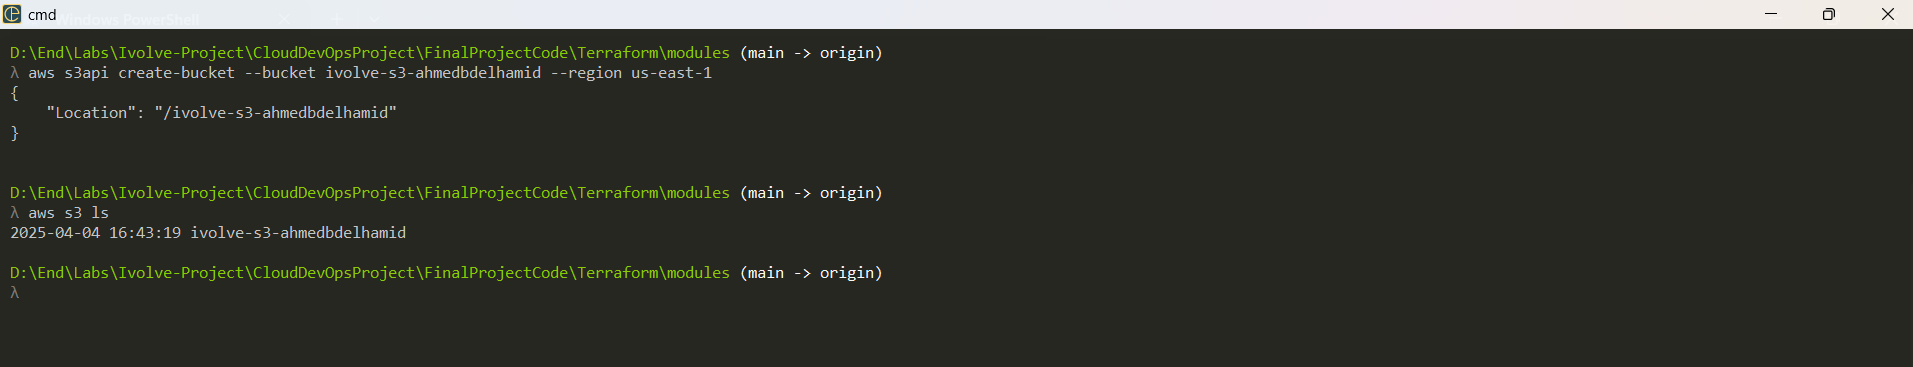 cmd
Windows PowerShell
D:\End\Labs\Ivolve-Project\CloudDevOpsProject\FinalProjectCode\Terraform\modules (main -> origin)
λ aws s3api create-bucket --bucket ivolve-s3-ahmedbdelhamid --region us-east-1
{
    "Location": "/ivolve-s3-ahmedbdelhamid"
}
D:\End\Labs\Ivolve-Project\CloudDevOpsProject\FinalProjectCode\Terraform\modules (main -> origin)
λ aws s3 ls
2025-04-04 16:43:19 ivolve-s3-ahmedbdelhamid
D:\End\Labs\Ivolve-Project\CloudDevOpsProject\FinalProjectCode\Terraform\modules (main -> origin)
λ